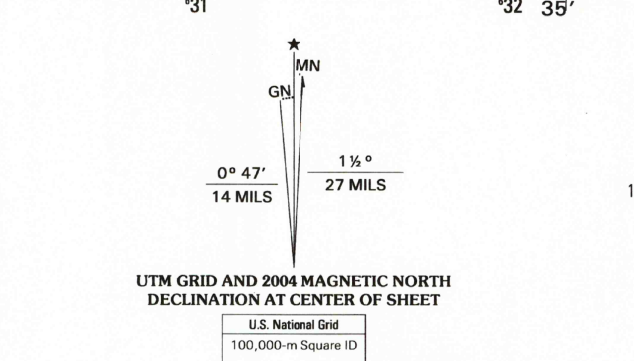 °31
°32 35′
★
MN
GN
0° 47′
14 MILS
1½°
27 MILS
1
UTM GRID AND 2004 MAGNETIC NORTH
DECLINATION AT CENTER OF SHEET
U.S. National Grid
100,000-m Square ID